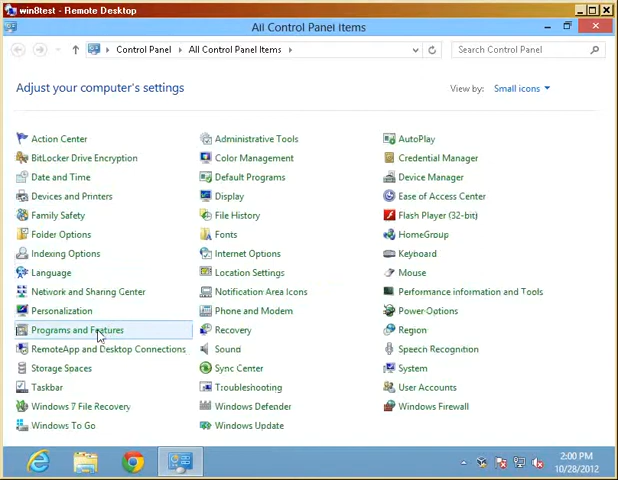 win8test - Remote Desktop
All Control Panel Items
Control Panel All Control Panel Items Search Control Panel
Adjust your computer's settings View by: Small icons
Action Center Administrative Tools AutoPlay
BitLocker Drive Encryption Color Management Credential Manager
Date and Time Default Programs Device Manager
Devices and Printers Display Ease of Access Center
Family Safety File History Flash Player (32-bit)
Folder Options Fonts HomeGroup
Indexing Options Internet Options Keyboard
Language Location Settings Mouse
Network and Sharing Center Notification Area Icons Performance Information and Tools
Personalization Phone and Modem Power Options
Programs and Features Recovery Region
RemoteApp and Desktop Connections Sound Speech Recognition
Storage Spaces Sync Center System
Taskbar Troubleshooting User Accounts
Windows 7 File Recovery Windows Defender Windows Firewall
Windows To Go Windows Update
2:00 PM
10/28/2012